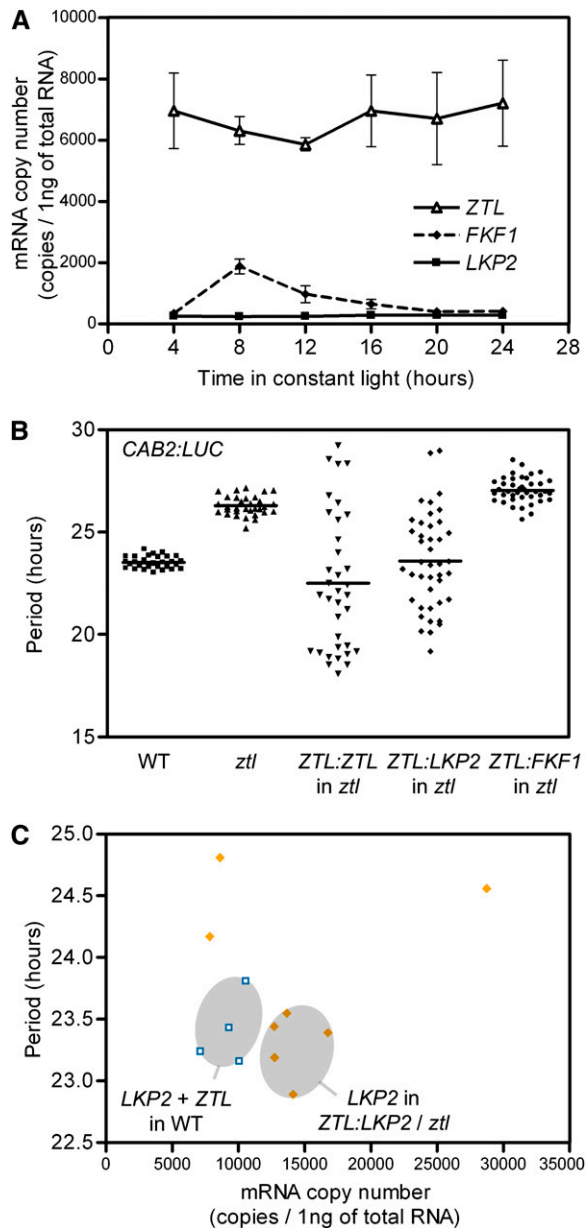 A
mRNA copy number
(copies / 1ng of total RNA)
10000
8000
6000
4000
2000
0
ZTL
FKF1
LKP2
0 4 8 12 16 20 24 28
Time in constant light (hours)
B
CAB2:LUC
Period (hours)
30
25
20
15
WT ztl ZTL:ZTL ZTL:LKP2 ZTL:FKF1
in ztl in ztl in ztl
C
Period (hours)
25.0
24.5
24.0
23.5
23.0
22.5
LKP2 + ZTL
in WT
LKP2 in
ZTL:LKP2 / ztl
0 5000 10000 15000 20000 25000 30000 35000
mRNA copy number
(copies / 1ng of total RNA)